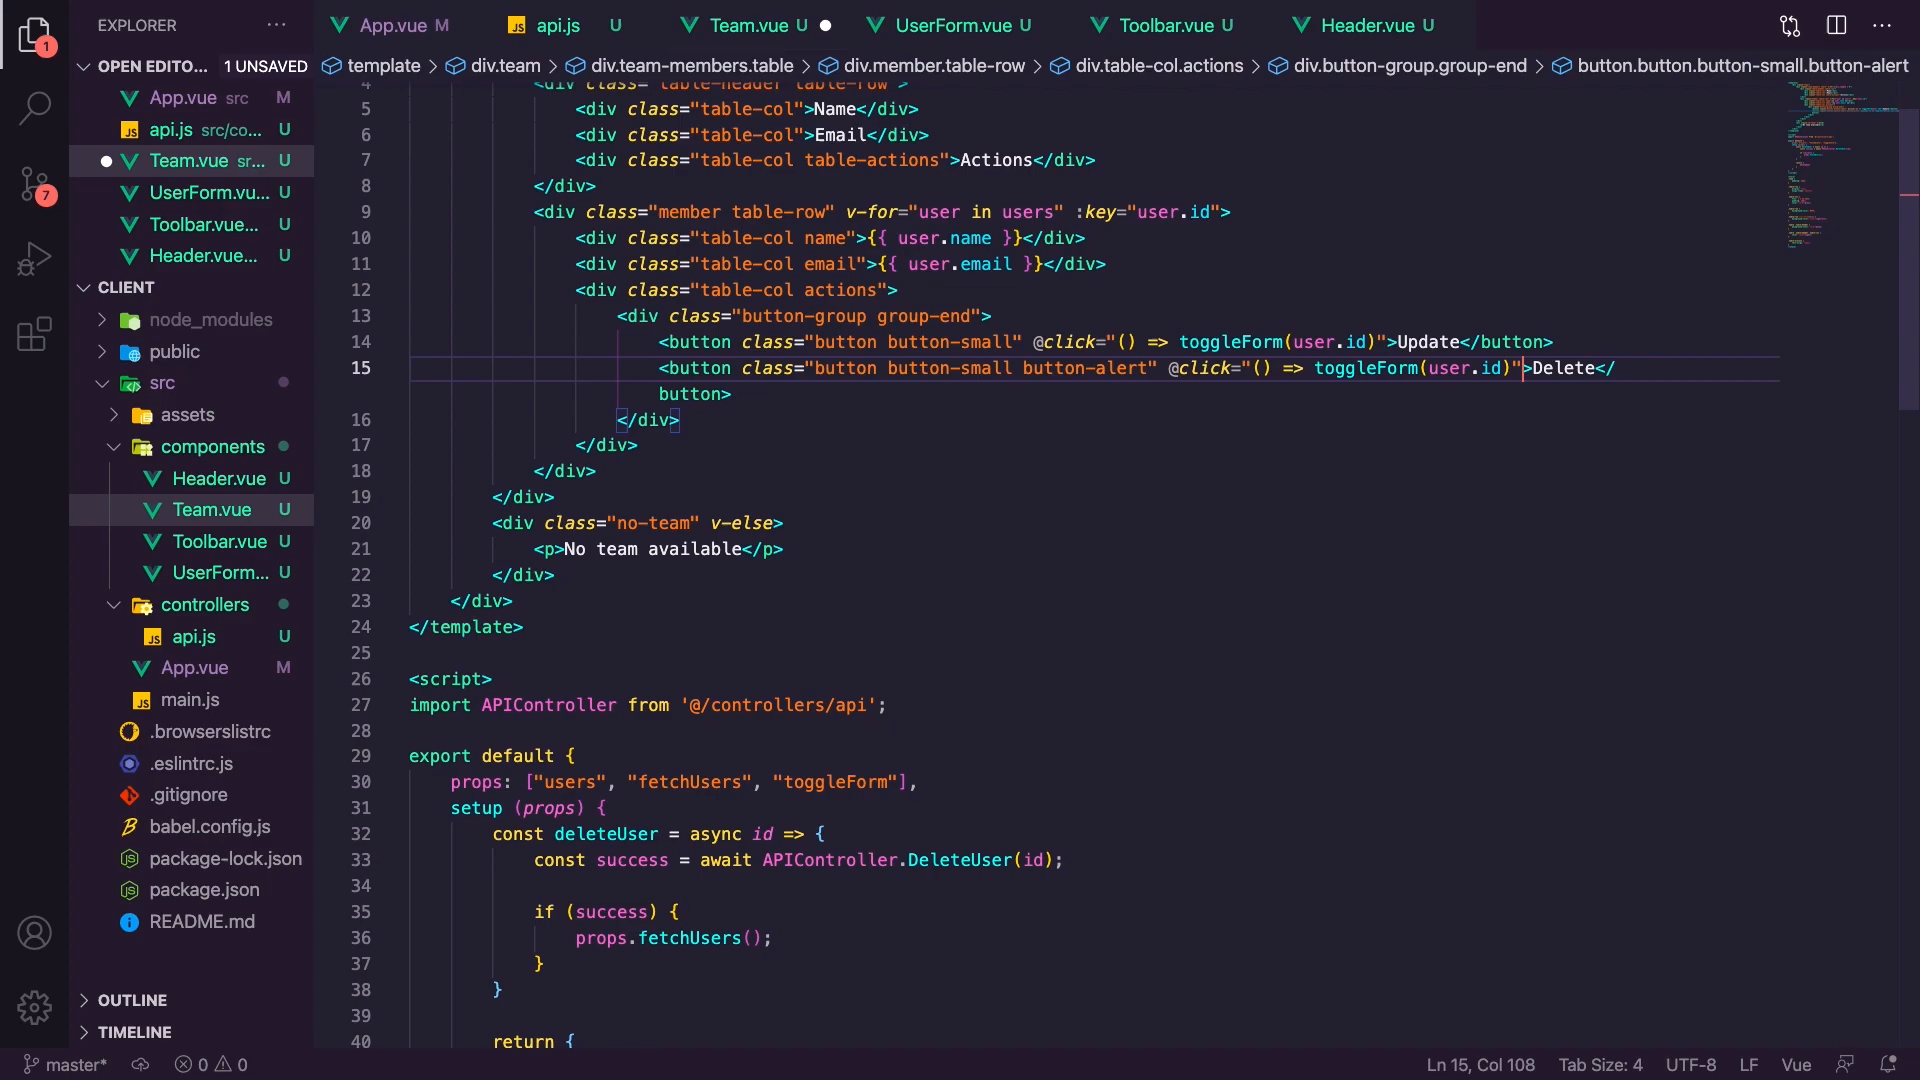 EXPLORER
App.vue M
api.js U
Team.vue U
UserForm.vue U
Toolbar.vue U
Header.vue U
OPEN EDITO... 1 UNSAVED
template > div.team > div.team-members.table > div.member.table-row > div.table-col.actions > div.button-group.group-end > button.button.button-small.button-alert
1
7
App.vue src M
api.js src/co... U
Team.vue sr... U
UserForm.vu... U
Toolbar.vue... U
Header.vue... U
CLIENT
node_modules
public
src
assets
components
Header.vue U
Team.vue U
Toolbar.vue U
UserForm... U
controllers
api.js U
App.vue M
main.js
.browserslistrc
.eslintrc.js
.gitignore
babel.config.js
package-lock.json
package.json
README.md
OUTLINE
TIMELINE
4 <div class="table-header table-row">
5 <div class="table-col">Name</div>
6 <div class="table-col">Email</div>
7 <div class="table-col table-actions">Actions</div>
8 </div>
9 <div class="member table-row" v-for="user in users" :key="user.id">
10 <div class="table-col name">{{ user.name }}</div>
11 <div class="table-col email">{{ user.email }}</div>
12 <div class="table-col actions">
13 <div class="button-group group-end">
14 <button class="button button-small" @click="() => toggleForm(user.id)">Update</button>
15 <button class="button button-small button-alert" @click="() => toggleForm(user.id)">Delete</
button>
16 </div>
17 </div>
18 </div>
19 </div>
20 <div class="no-team" v-else>
21 <p>No team available</p>
22 </div>
23 </div>
24 </template>
25
26 <script>
27 import APIController from '@/controllers/api';
28
29 export default {
30 props: ["users", "fetchUsers", "toggleForm"],
31 setup (props) {
32 const deleteUser = async id => {
33 const success = await APIController.DeleteUser(id);
34
35 if (success) {
36 props.fetchUsers();
37 }
38 }
39
40 return {
master* 0 0
Ln 15, Col 108 Tab Size: 4 UTF-8 LF Vue